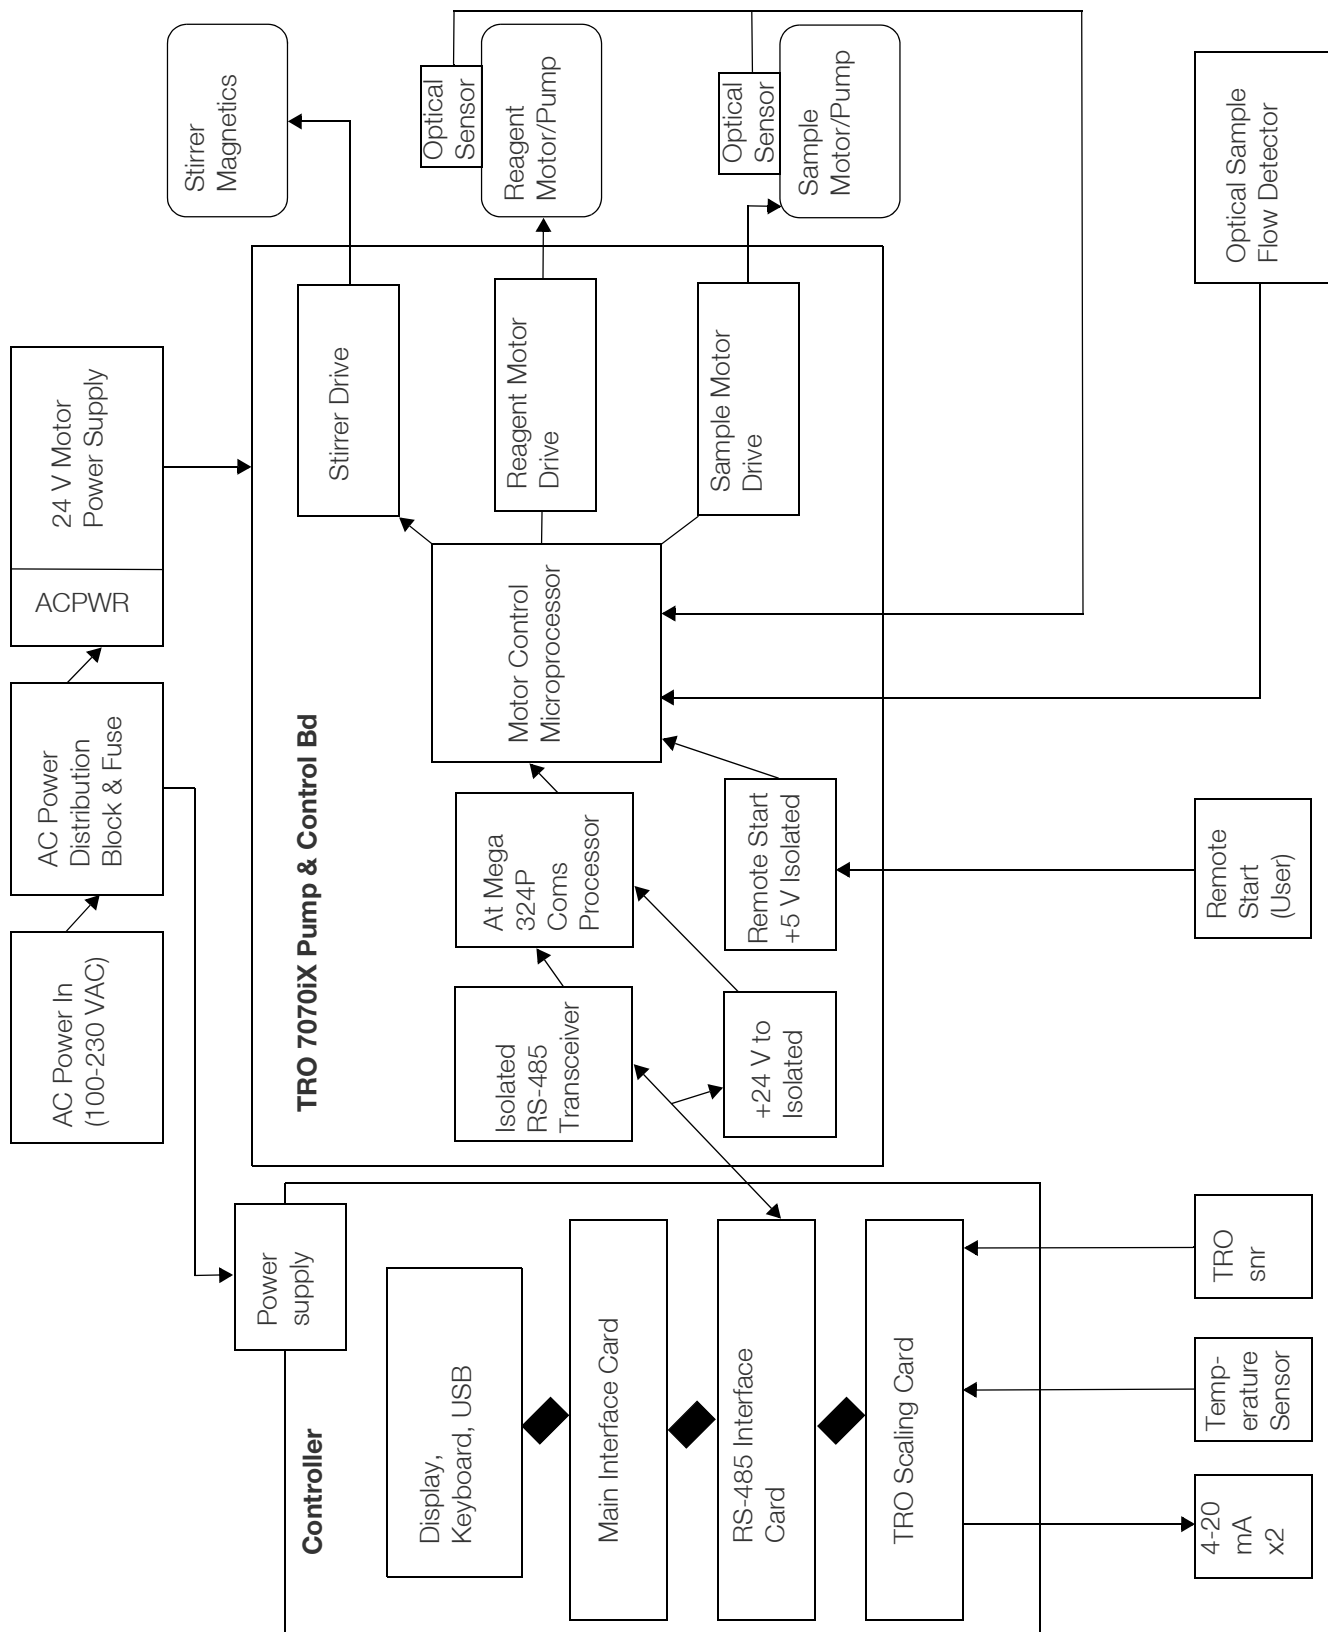 AC Power In
(100-230 VAC)
AC Power
Distribution
Block & Fuse
ACPWR
24 V Motor
Power Supply
Stirrer
Magnetics
Optical
Sensor
Reagent
Motor/Pump
Optical
Sensor
Sample
Motor/Pump
Optical Sample
Flow Detector
TRO 7070iX Pump & Control Bd
Stirrer Drive
Reagent Motor
Drive
Sample Motor
Drive
Motor Control
Microprocessor
At Mega
324P
Coms
Processor
Remote Start
+5 V Isolated
Isolated
RS-485
Transceiver
+24 V to
Isolated
Remote
Start
(User)
Controller
Power
supply
Display,
Keyboard, USB
Main Interface Card
RS-485 Interface
Card
TRO Scaling Card
4-20
mA
x2
Temp-
erature
Sensor
TRO
snr